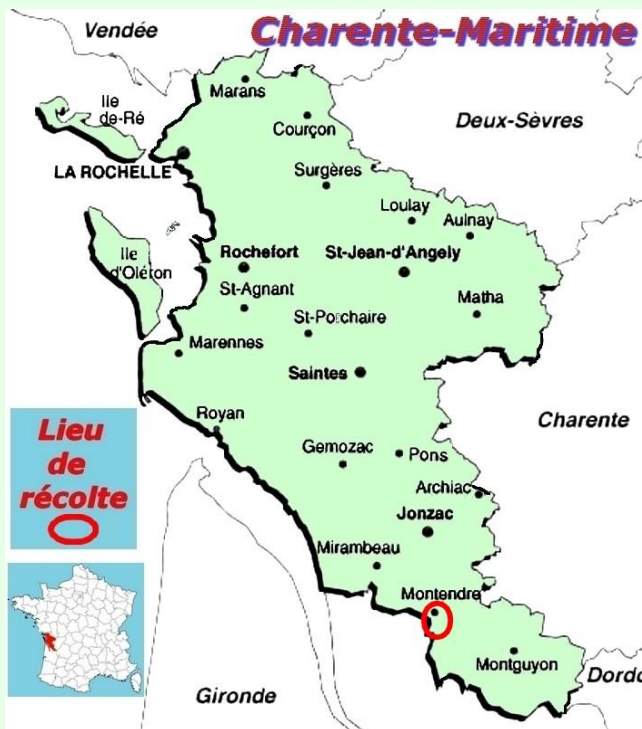 Charente-Maritime
Vendée
Marans
Ile
de-Ré
Courçon
Deux-Sèvres
LA ROCHELLE
Surgères
Loulay
Aulnay
Ile
d'Oléron
Rochefort
St-Jean-d'Angely
St-Agnant
Matha
St-Porchaire
Marennes
Saintes
Royan
Charente
Lieu
de
récolte
Gemozac
Pons
Archiac
Jonzac
Mirambeau
Montendre
Montguyon
Gironde
Dordo